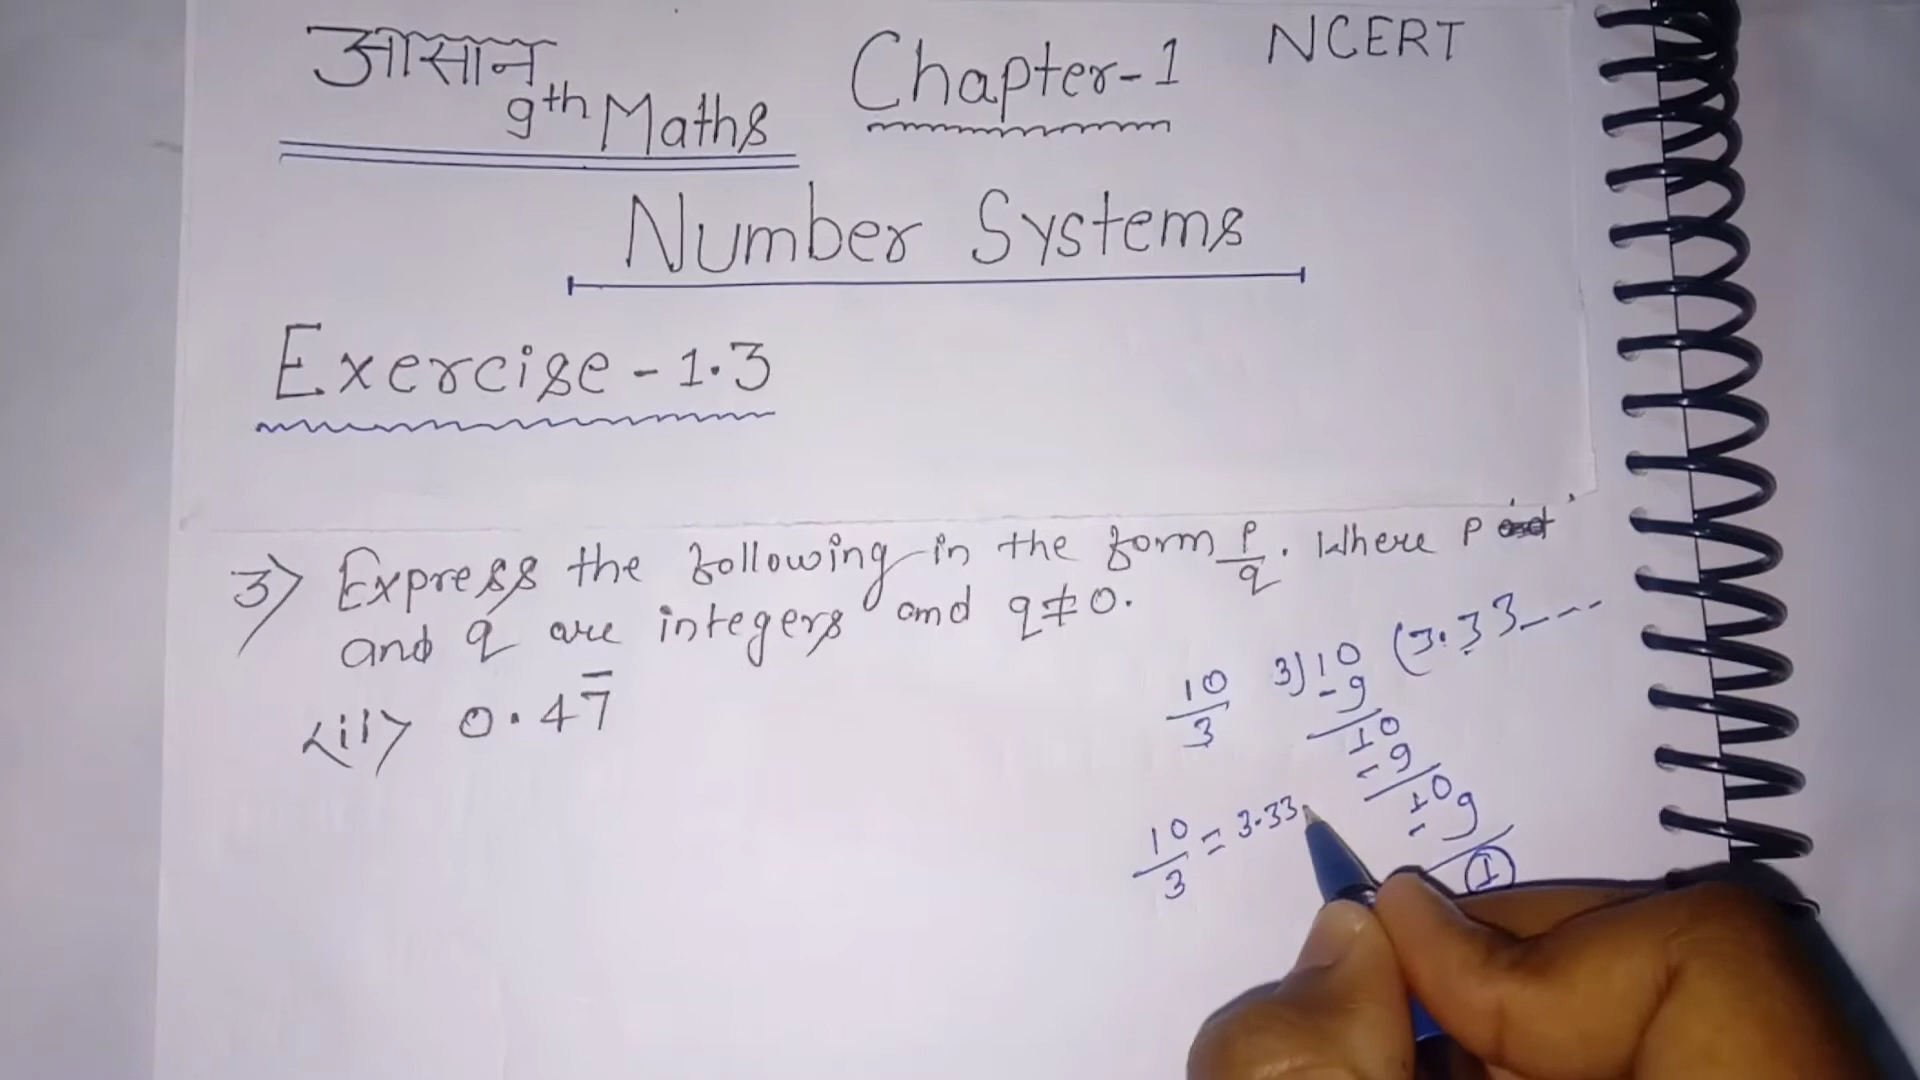 आसान
9th Maths
Chapter-1
NCERT
Number Systems
Exercise-1.3
3) Express the following in the form p/q. Where p
and q are integers and q≠0.
<ii> 0.47̅
10/3
3)10(3.33---
-9
10
-9
10
-9
1
10/3 = 3.33